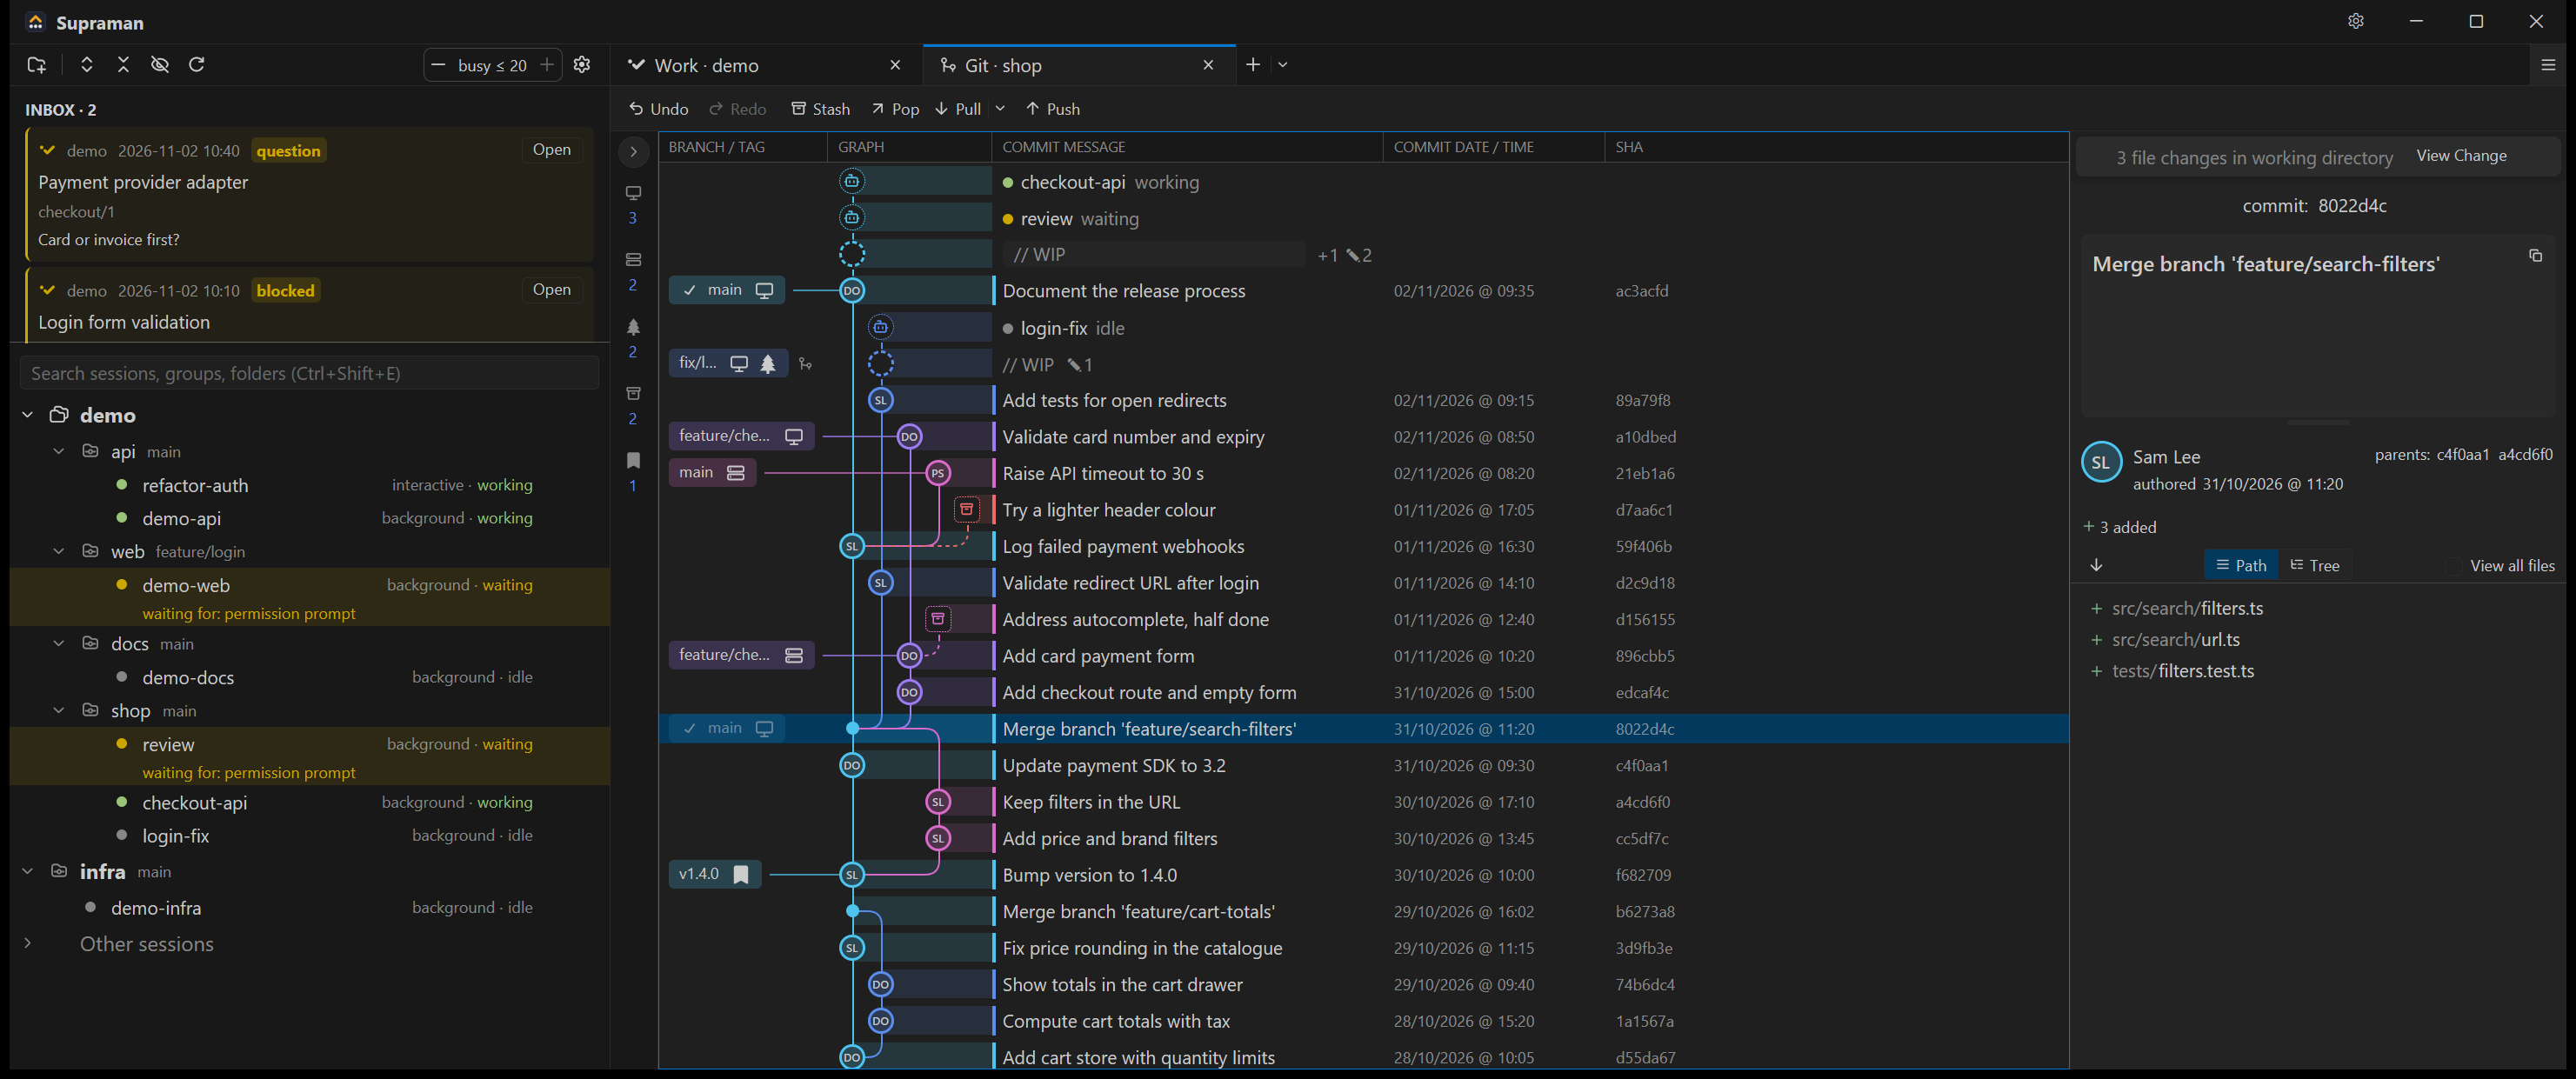 Supraman
busy ≤ 20
Work · demo
Git · shop
Undo Redo Stash Pop Pull Push
INBOX · 2
demo 2026-11-02 10:40 question Open
Payment provider adapter
checkout/1
Card or invoice first?
demo 2026-11-02 10:10 blocked Open
Login form validation
Search sessions, groups, folders (Ctrl+Shift+E)
demo
api main
refactor-auth interactive · working
demo-api background · working
web feature/login
demo-web background · waiting
waiting for: permission prompt
docs main
demo-docs background · idle
shop main
review background · waiting
waiting for: permission prompt
checkout-api background · working
login-fix background · idle
infra main
demo-infra background · idle
Other sessions
3
2
2
2
1
BRANCH / TAG GRAPH COMMIT MESSAGE COMMIT DATE / TIME SHA
checkout-api working
review waiting
// WIP +1 2
main DO Document the release process 02/11/2026 @ 09:35 ac3acfd
login-fix idle
fix/l... // WIP 1
SL Add tests for open redirects 02/11/2026 @ 09:15 89a79f8
feature/che... DO Validate card number and expiry 02/11/2026 @ 08:50 a10dbed
main PS Raise API timeout to 30 s 02/11/2026 @ 08:20 21eb1a6
Try a lighter header colour 01/11/2026 @ 17:05 d7aa6c1
SL Log failed payment webhooks 01/11/2026 @ 16:30 59f406b
SL Validate redirect URL after login 01/11/2026 @ 14:10 d2c9d18
Address autocomplete, half done 01/11/2026 @ 12:40 d156155
feature/che... DO Add card payment form 01/11/2026 @ 10:20 896cbb5
DO Add checkout route and empty form 31/10/2026 @ 15:00 edcaf4c
main Merge branch 'feature/search-filters' 31/10/2026 @ 11:20 8022d4c
DO Update payment SDK to 3.2 31/10/2026 @ 09:30 c4f0aa1
SL Keep filters in the URL 30/10/2026 @ 17:10 a4cd6f0
SL Add price and brand filters 30/10/2026 @ 13:45 cc5df7c
v1.4.0 SL Bump version to 1.4.0 30/10/2026 @ 10:00 f682709
Merge branch 'feature/cart-totals' 29/10/2026 @ 16:02 b6273a8
SL Fix price rounding in the catalogue 29/10/2026 @ 11:15 3d9fb3e
DO Show totals in the cart drawer 29/10/2026 @ 09:40 74b6dc4
DO Compute cart totals with tax 28/10/2026 @ 15:20 1a1567a
DO Add cart store with quantity limits 28/10/2026 @ 10:05 d55da67
3 file changes in working directory View Change
commit: 8022d4c
Merge branch 'feature/search-filters'
SL Sam Lee parents: c4f0aa1 a4cd6f0
authored 31/10/2026 @ 11:20
+ 3 added
Path Tree View all files
+ src/search/filters.ts
+ src/search/url.ts
+ tests/filters.test.ts